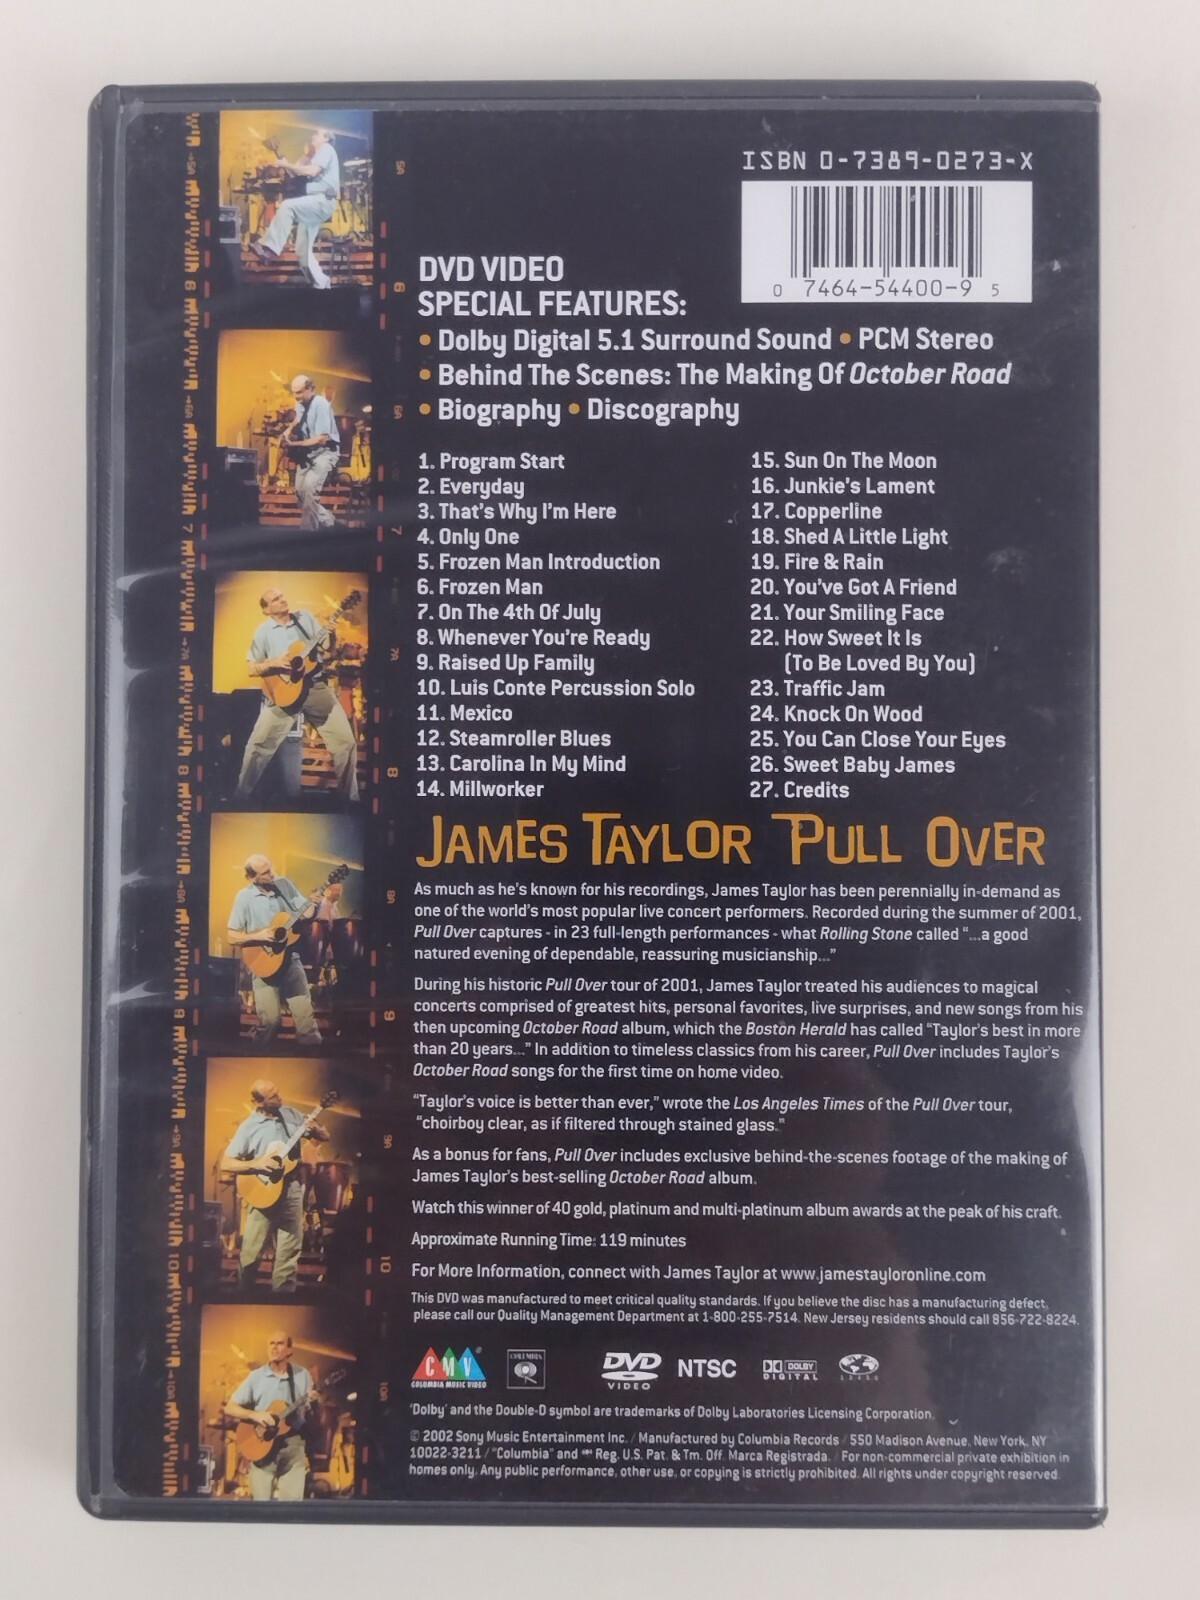 ISBN 0-7389-0273-X
0 7464-54400-9 5
DVD VIDEO
SPECIAL FEATURES:
• Dolby Digital 5.1 Surround Sound • PCM Stereo
• Behind The Scenes: The Making Of October Road
• Biography • Discography
1. Program Start
2. Everyday
3. That's Why I'm Here
4. Only One
5. Frozen Man Introduction
6. Frozen Man
7. On The 4th Of July
8. Whenever You're Ready
9. Raised Up Family
10. Luis Conte Percussion Solo
11. Mexico
12. Steamroller Blues
13. Carolina In My Mind
14. Millworker
15. Sun On The Moon
16. Junkie's Lament
17. Copperline
18. Shed A Little Light
19. Fire & Rain
20. You've Got A Friend
21. Your Smiling Face
22. How Sweet It Is
(To Be Loved By You)
23. Traffic Jam
24. Knock On Wood
25. You Can Close Your Eyes
26. Sweet Baby James
27. Credits
JAMES TAYLOR PULL OVER
As much as he's known for his recordings, James Taylor has been perennially in-demand as
one of the world's most popular live concert performers. Recorded during the summer of 2001,
Pull Over captures - in 23 full-length performances - what Rolling Stone called "...a good
natured evening of dependable, reassuring musicianship..."
During his historic Pull Over tour of 2001, James Taylor treated his audiences to magical
concerts comprised of greatest hits, personal favorites, live surprises, and new songs from his
then upcoming October Road album, which the Boston Herald has called "Taylor's best in more
than 20 years..." In addition to timeless classics from his career, Pull Over includes Taylor's
October Road songs for the first time on home video.
"Taylor's voice is better than ever," wrote the Los Angeles Times of the Pull Over tour,
"choirboy clear, as if filtered through stained glass."
As a bonus for fans, Pull Over includes exclusive behind-the-scenes footage of the making of
James Taylor's best-selling October Road album.
Watch this winner of 40 gold, platinum and multi-platinum album awards at the peak of his craft.
Approximate Running Time: 119 minutes
For More Information, connect with James Taylor at www.jamestayloronline.com
This DVD was manufactured to meet critical quality standards. If you believe the disc has a manufacturing defect,
please call our Quality Management Department at 1-800-255-7514. New Jersey residents should call 856-722-8224.
CMV
COLUMBIA MUSIC VIDEO
COLUMBIA
DVD
VIDEO
NTSC
DOLBY
DIGITAL
'Dolby' and the Double-D symbol are trademarks of Dolby Laboratories Licensing Corporation.
© 2002 Sony Music Entertainment Inc. / Manufactured by Columbia Records / 550 Madison Avenue, New York, NY
10022-3211 / "Columbia" and Reg. U.S. Pat. & Tm. Off. Marca Registrada. / For non-commercial private exhibition in
homes only. Any public performance, other use, or copying is strictly prohibited. All rights under copyright reserved.
5A
6
6A
7
7A
8
8A
9
9A
10
10A